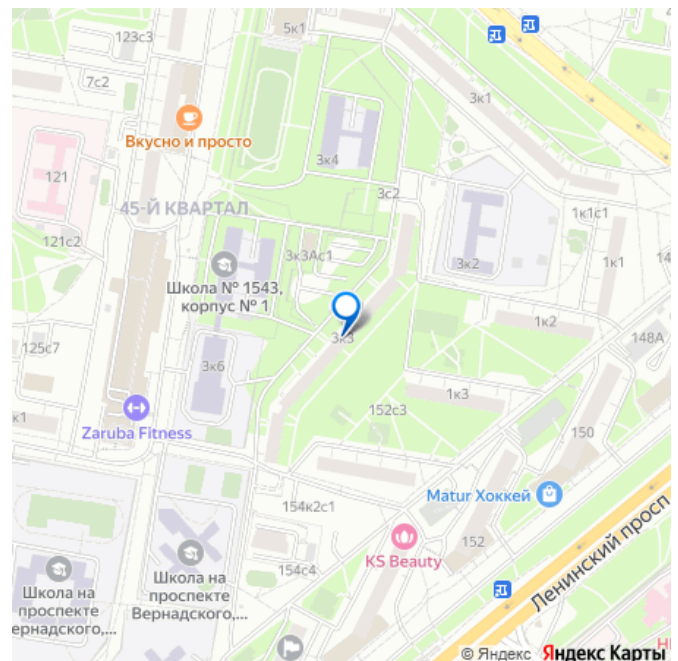 5к1
123с3
7с2
3к1
Вкусно и просто
3к4
121
3с2
45-Й КВАРТАЛ
1к1с1
121с2
3к3Ас1
3к2
1к1
Школа № 1543,
корпус № 1
1к2
148А
125с7
3к3
3к6
1к3
152с3
к1
150
Zaruba Fitness
Matur Хоккей
154к2с1
Ленинский просп
KS Beauty
152
Школа на
проспекте
Вернадского,...
154с4
Школа на
проспекте
ернадского,...
© Яндекс Яндекс Карты